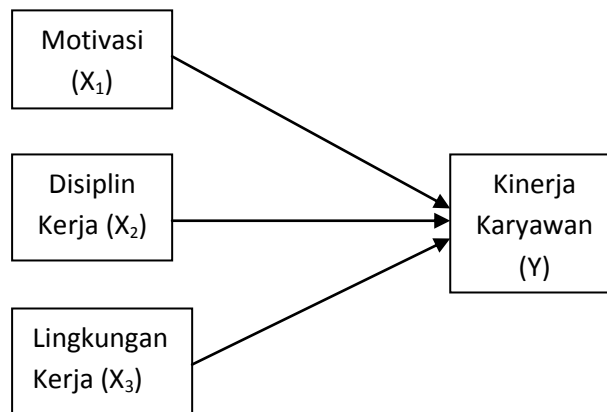 Motivasi
(X₁)
Disiplin
Kerja (X₂)
Lingkungan
Kerja (X₃)
Kinerja
Karyawan
(Y)